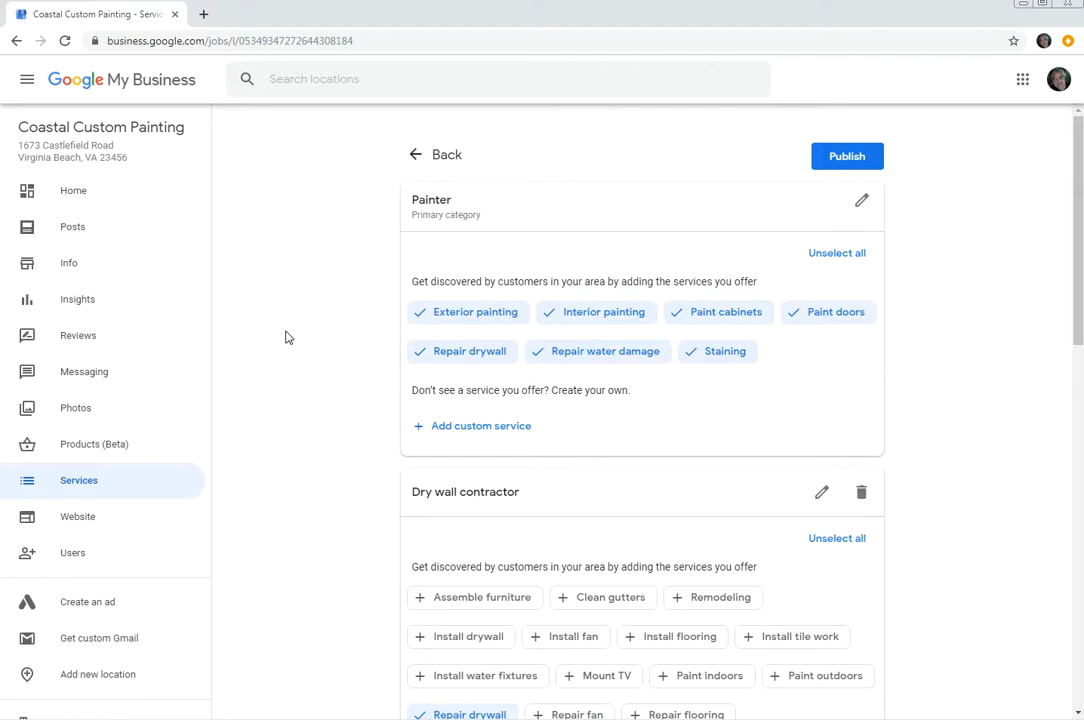 Coastal Custom Painting - Servic
business.google.com/jobs/l/05349347272644308184
Google My Business
Search locations
Coastal Custom Painting
1673 Castlefield Road
Virginia Beach, VA 23456
Home
Posts
Info
Insights
Reviews
Messaging
Photos
Products (Beta)
Services
Website
Users
Create an ad
Get custom Gmail
Add new location
Back
Publish
Painter
Primary category
Unselect all
Get discovered by customers in your area by adding the services you offer
Exterior painting Interior painting Paint cabinets Paint doors
Repair drywall Repair water damage Staining
Don't see a service you offer? Create your own.
+ Add custom service
Dry wall contractor
Unselect all
Get discovered by customers in your area by adding the services you offer
+ Assemble furniture + Clean gutters + Remodeling
+ Install drywall + Install fan + Install flooring + Install tile work
+ Install water fixtures + Mount TV + Paint indoors + Paint outdoors
Repair drywall + Repair fan + Repair flooring